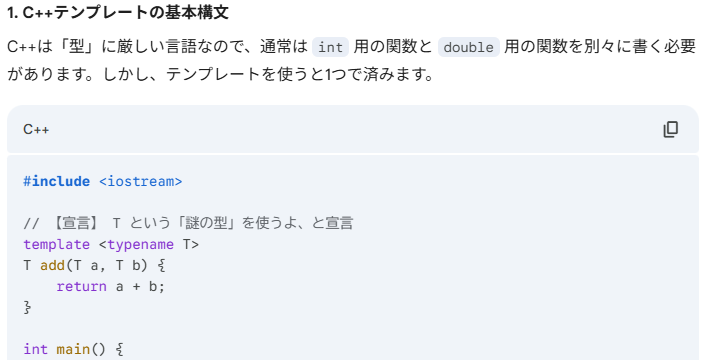 1. C++テンプレートの基本構文
C++は「型」に厳しい言語なので、通常は int 用の関数と double 用の関数を別々に書く必要
があります。しかし、テンプレートを使うと1つで済みます。
C++
#include <iostream>
// 【宣言】 T という「謎の型」を使うよ、と宣言
template <typename T>
T add(T a, T b) {
    return a + b;
}
int main() {